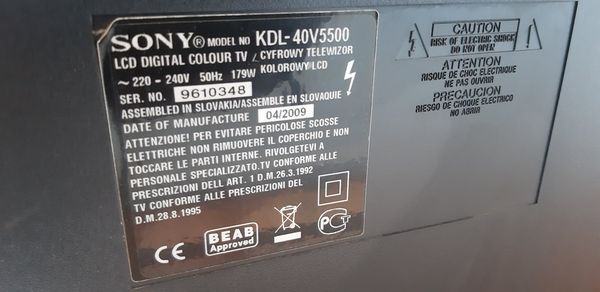 SONY® MODEL NO KDL-40V5500
LCD DIGITAL COLOUR TV / CYFROWY TELEWIZOR
~ 220 - 240V 50Hz 179W KOLOROWY LCD
SER. NO. 9610348
ASSEMBLED IN SLOVAKIA/ASSEMBLE EN SLOVAQUIE
DATE OF MANUFACTURE 04/2009
ATTENZIONE! PER EVITARE PERICOLOSE SCOSSE
ELETTRICHE NON RIMUOVERE IL COPERCHIO E NON
TOCCARE LE PARTI INTERNE. RIVOLGETEVI A
PERSONALE SPECIALIZZATO.TV CONFORME ALLE
PRESCRIZIONI DELL ART. 1 D.M.26.3.1992
TV CONFORME ALLE PRESCRIZIONI DEL
D.M.28.8.1995
CE
BEAB
Approved
PCT
CAUTION
RISK OF ELECTRIC SHOCK
DO NOT OPEN
ATTENTION
RISQUE DE CHOC ELECTRIQUE
NE PAS OUVRIR
PRECAUCION
RIESGO DE CHOQUE ELECTRICO
NO ABRIR